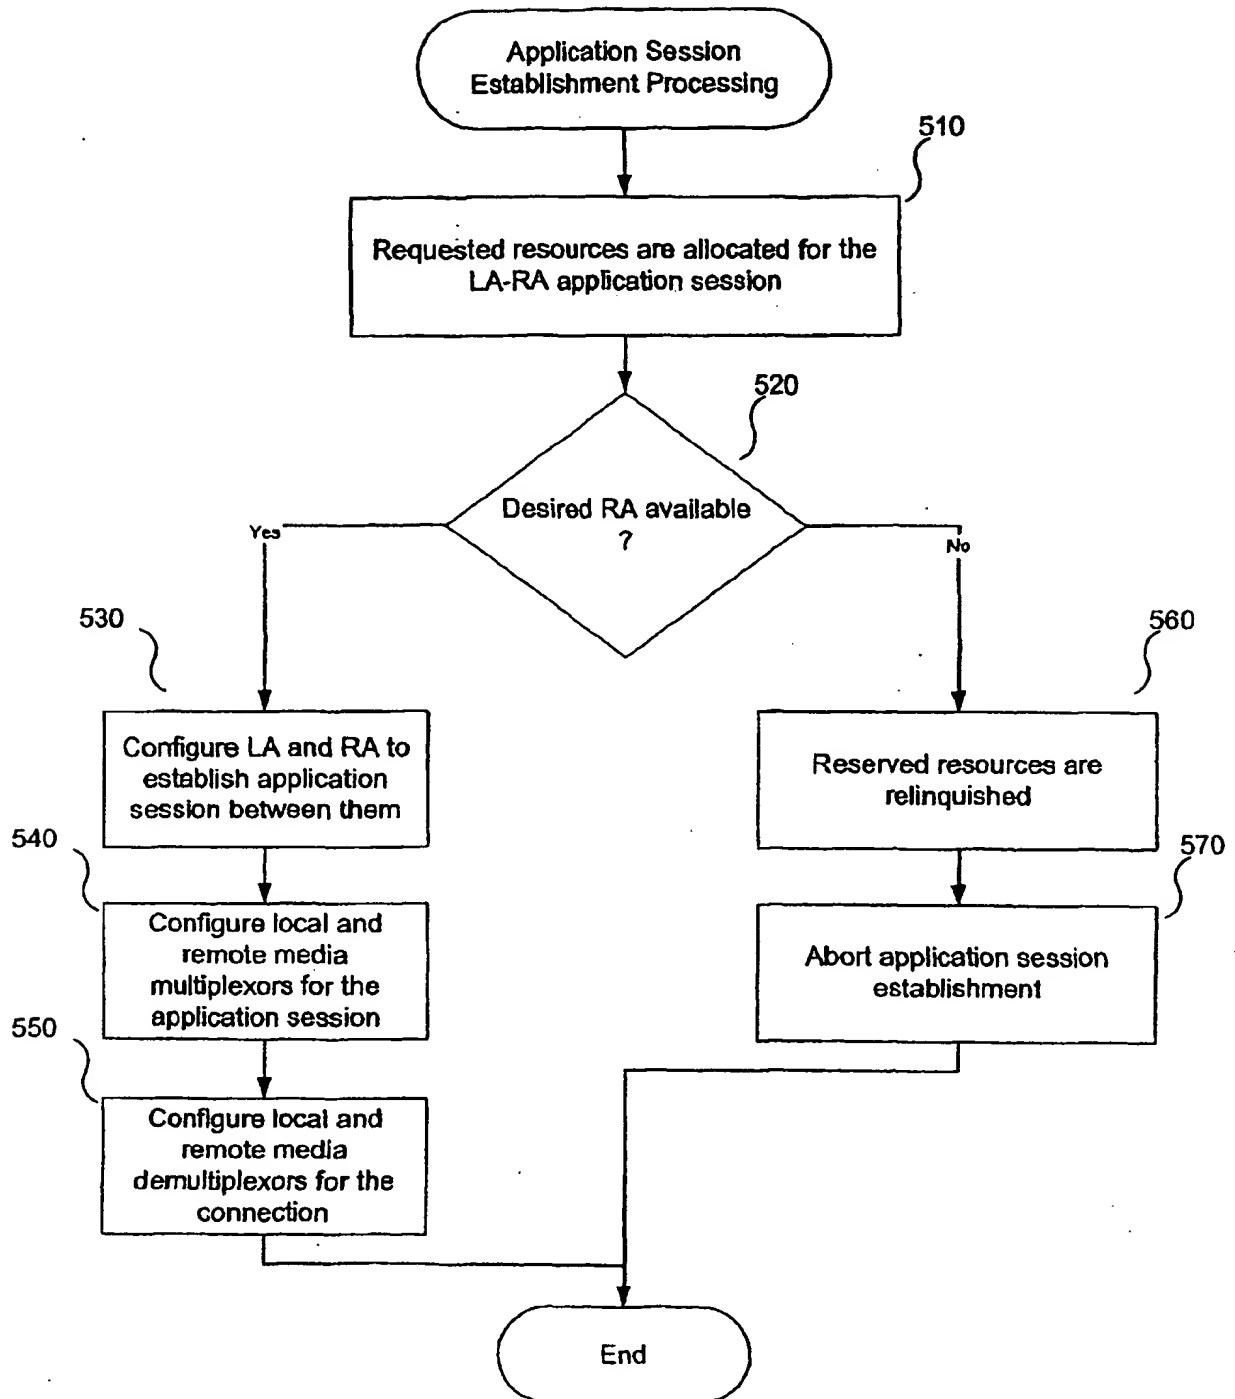 Application Session
Establishment Processing
510
Requested resources are allocated for the
LA-RA application session
520
Desired RA available
?
Yes
No
530
560
Configure LA and RA to
establish application
session between them
Reserved resources are
relinquished
540
570
Configure local and
remote media
multiplexors for the
application session
Abort application session
establishment
550
Configure local and
remote media
demultiplexors for the
connection
End